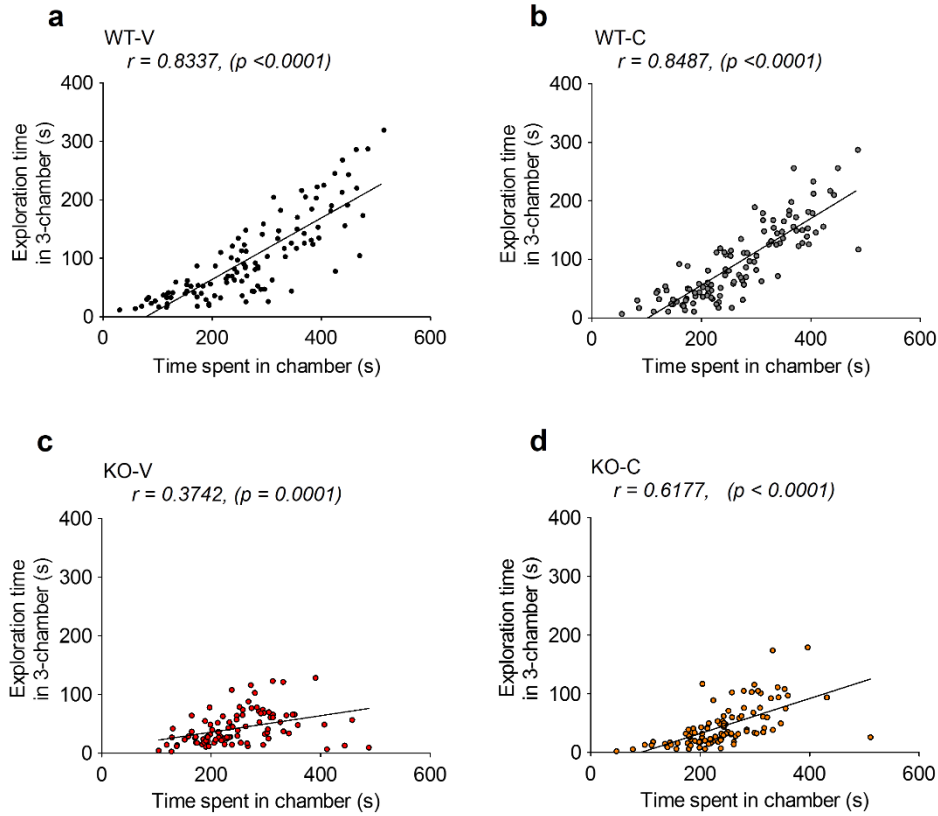 a
WT-V
r = 0.8337, (p <0.0001)
Exploration time
in 3-chamber (s)
400
300
200
100
0
0 200 400 600
Time spent in chamber (s)
b
WT-C
r = 0.8487, (p <0.0001)
Exploration time
in 3-chamber (s)
400
300
200
100
0
0 200 400 600
Time spent in chamber (s)
c
KO-V
r = 0.3742, (p = 0.0001)
Exploration time
in 3-chamber (s)
400
300
200
100
0
0 200 400 600
Time spent in chamber (s)
d
KO-C
r = 0.6177, (p < 0.0001)
Exploration time
in 3-chamber (s)
400
300
200
100
0
0 200 400 600
Time spent in chamber (s)